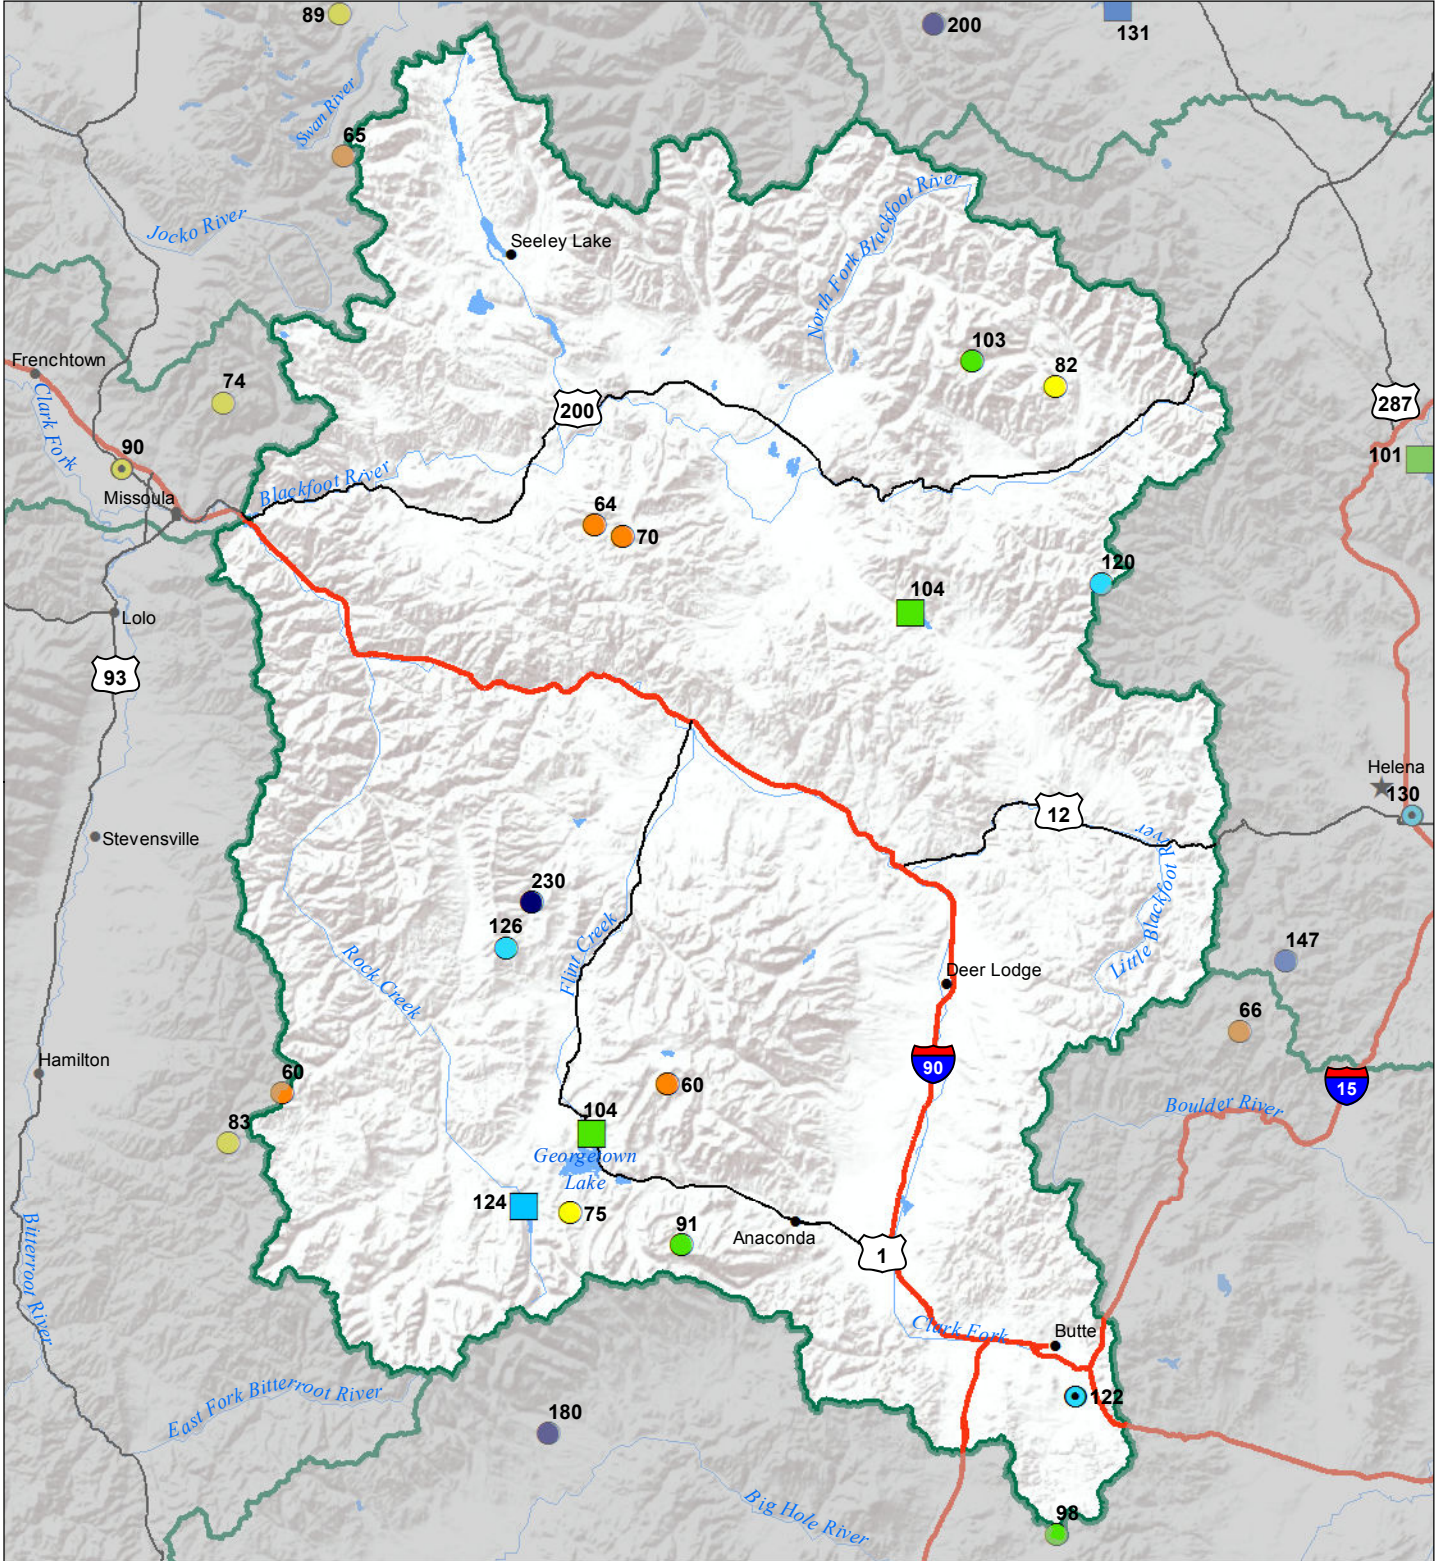 89
200
131
Swan River
65
Jocko River
Seeley Lake
North Fork Blackfoot River
103
82
Frenchtown
74
200
287
Clark Fork
90
101
Missoula
Blackfoot River
64
70
120
104
Lolo
93
Helena
130
12
Stevensville
Little Blackfoot River
230
126
Flint Creek
147
Rock Creek
Deer Lodge
66
Hamilton
60
60
90
15
83
104
Boulder River
Georgetown
Lake
124
75
91
Anaconda
1
Bitterroot River
Clark Fork
Butte
122
East Fork Bitterroot River
180
Big Hole River
98